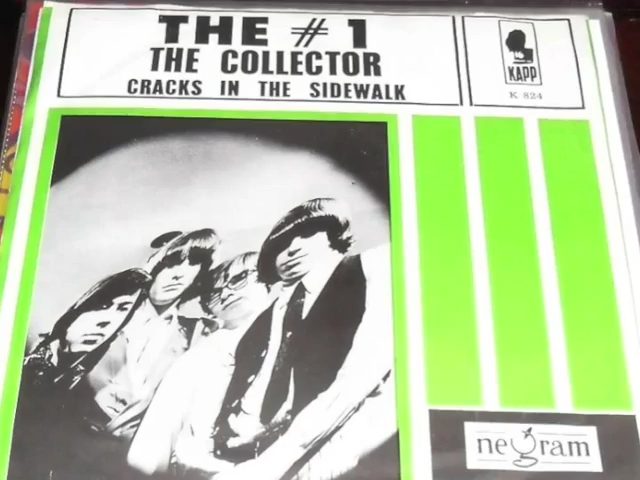 THE # 1
THE COLLECTOR
CRACKS IN THE SIDEWALK
KAPP
K 824
negram